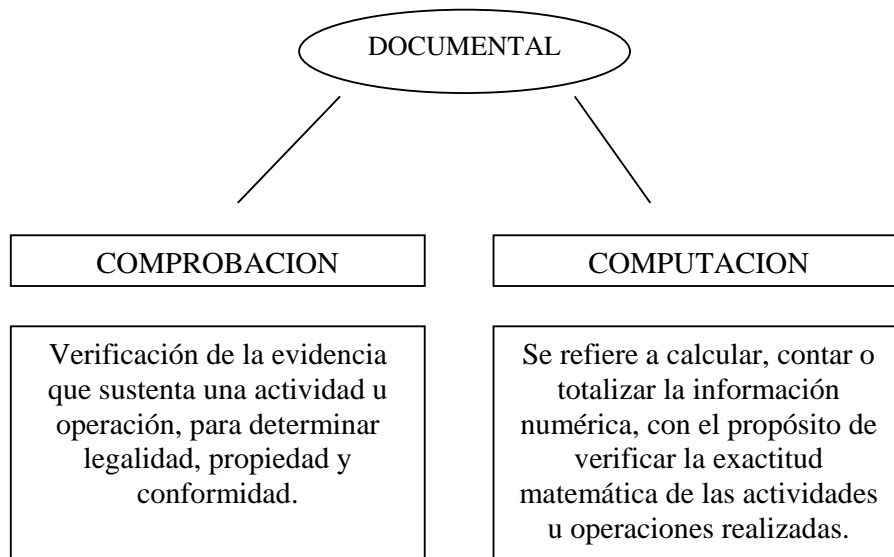 DOCUMENTAL
COMPROBACION
COMPUTACION
Verificación de la evidencia
que sustenta una actividad u
operación, para determinar
legalidad, propiedad y
conformidad.
Se refiere a calcular, contar o
totalizar la información
numérica, con el propósito de
verificar la exactitud
matemática de las actividades
u operaciones realizadas.